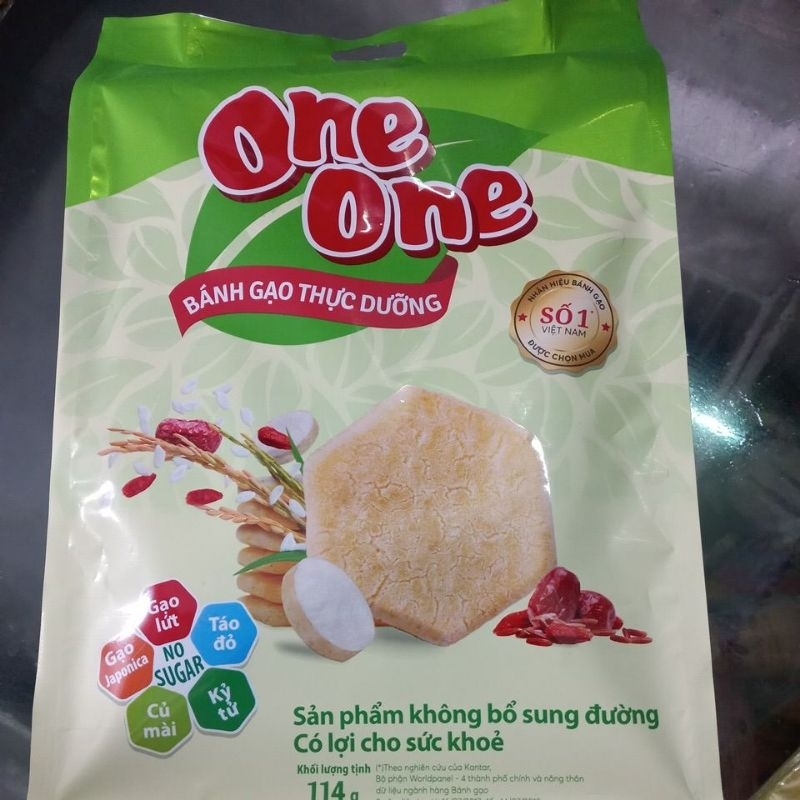 One
One
BÁNH GẠO THỰC DƯỠNG
NHÃN HIỆU BÁNH GẠO
SỐ 1*
VIỆT NAM
ĐƯỢC CHỌN MUA
Gạo
lứt
Táo
đỏ
Gạo
Japonica
NO
SUGAR
Củ
mài
Kỷ
tử
Sản phẩm không bổ sung đường
Có lợi cho sức khoẻ
Khối lượng tịnh
114 g
(*)Theo nghiên cứu của Kantar,
Bộ phận Worldpanel - 4 thành phố chính và nông thôn
dữ liệu ngành hàng Bánh gạo